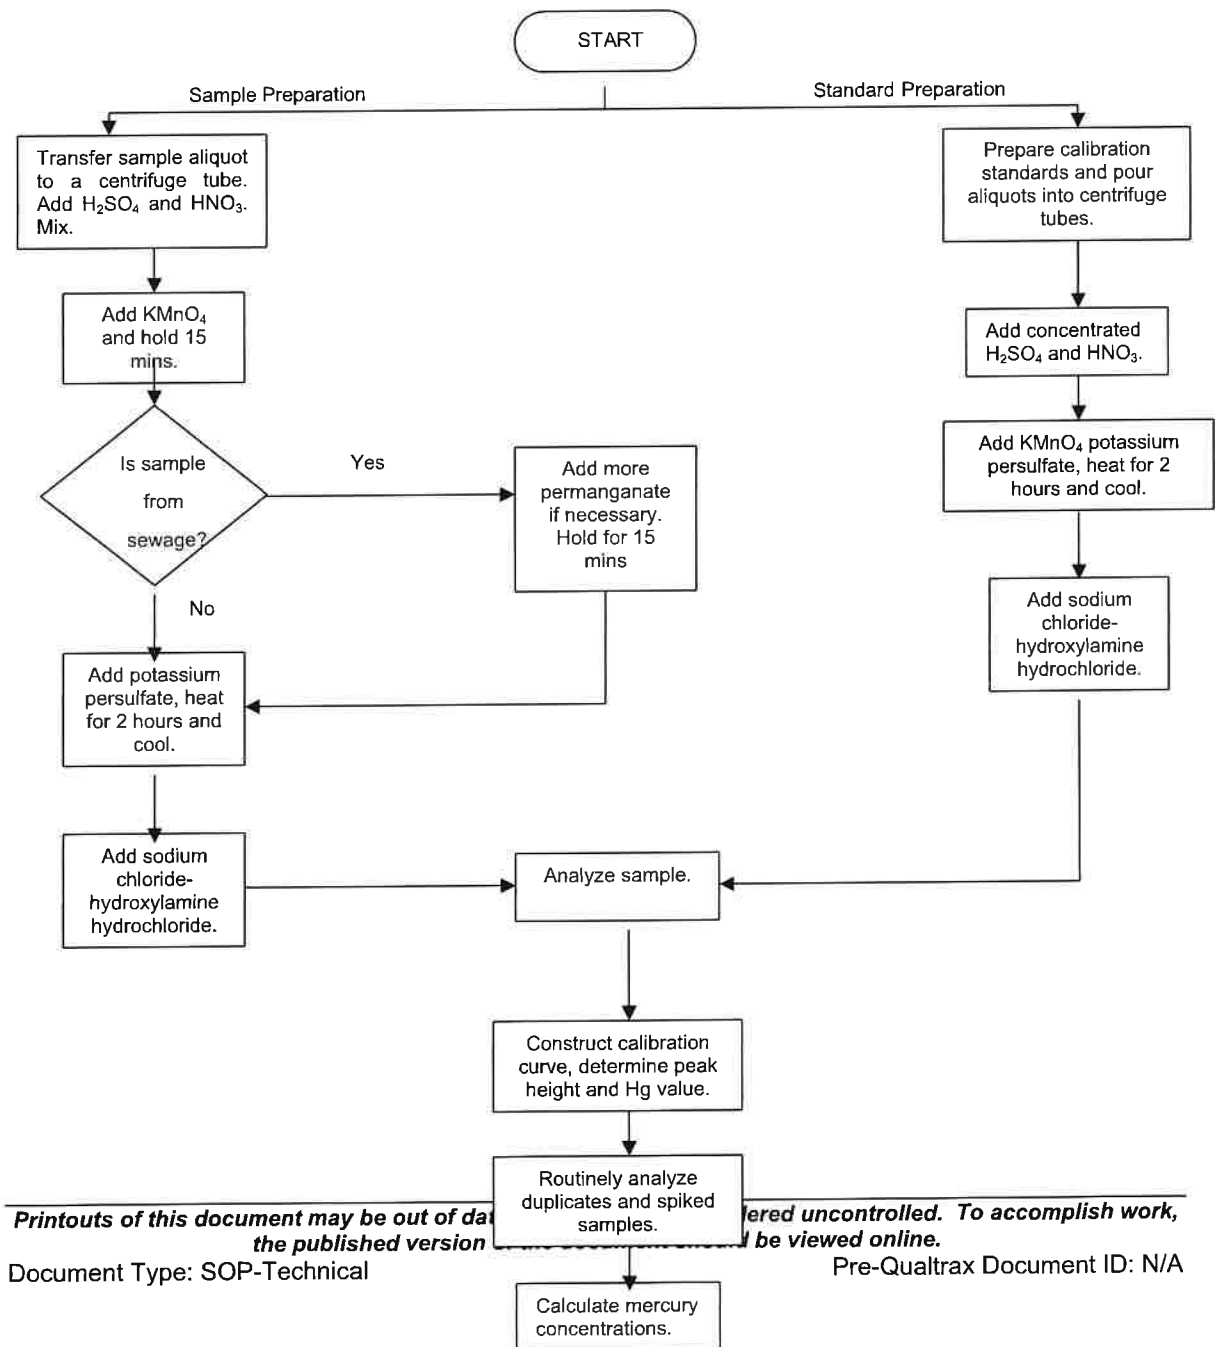 START
Sample Preparation
Standard Preparation
Transfer sample aliquot
to a centrifuge tube.
Add H₂SO₄ and HNO₃.
Mix.
Prepare calibration
standards and pour
aliquots into centrifuge
tubes.
Add KMnO₄
and hold 15
mins.
Add concentrated
H₂SO₄ and HNO₃.
Is sample
from
sewage?
Yes
No
Add more
permanganate
if necessary.
Hold for 15
mins
Add KMnO₄ potassium
persulfate, heat for 2
hours and cool.
Add potassium
persulfate, heat
for 2 hours and
cool.
Add sodium
chloride-
hydroxylamine
hydrochloride.
Add sodium
chloride-
hydroxylamine
hydrochloride.
Analyze sample.
Construct calibration
curve, determine peak
height and Hg value.
Routinely analyze
duplicates and spiked
samples.
Printouts of this document may be out of dat dered uncontrolled. To accomplish work,
the published version be viewed online.
Document Type: SOP-Technical
Pre-Qualtrax Document ID: N/A
Calculate mercury
concentrations.